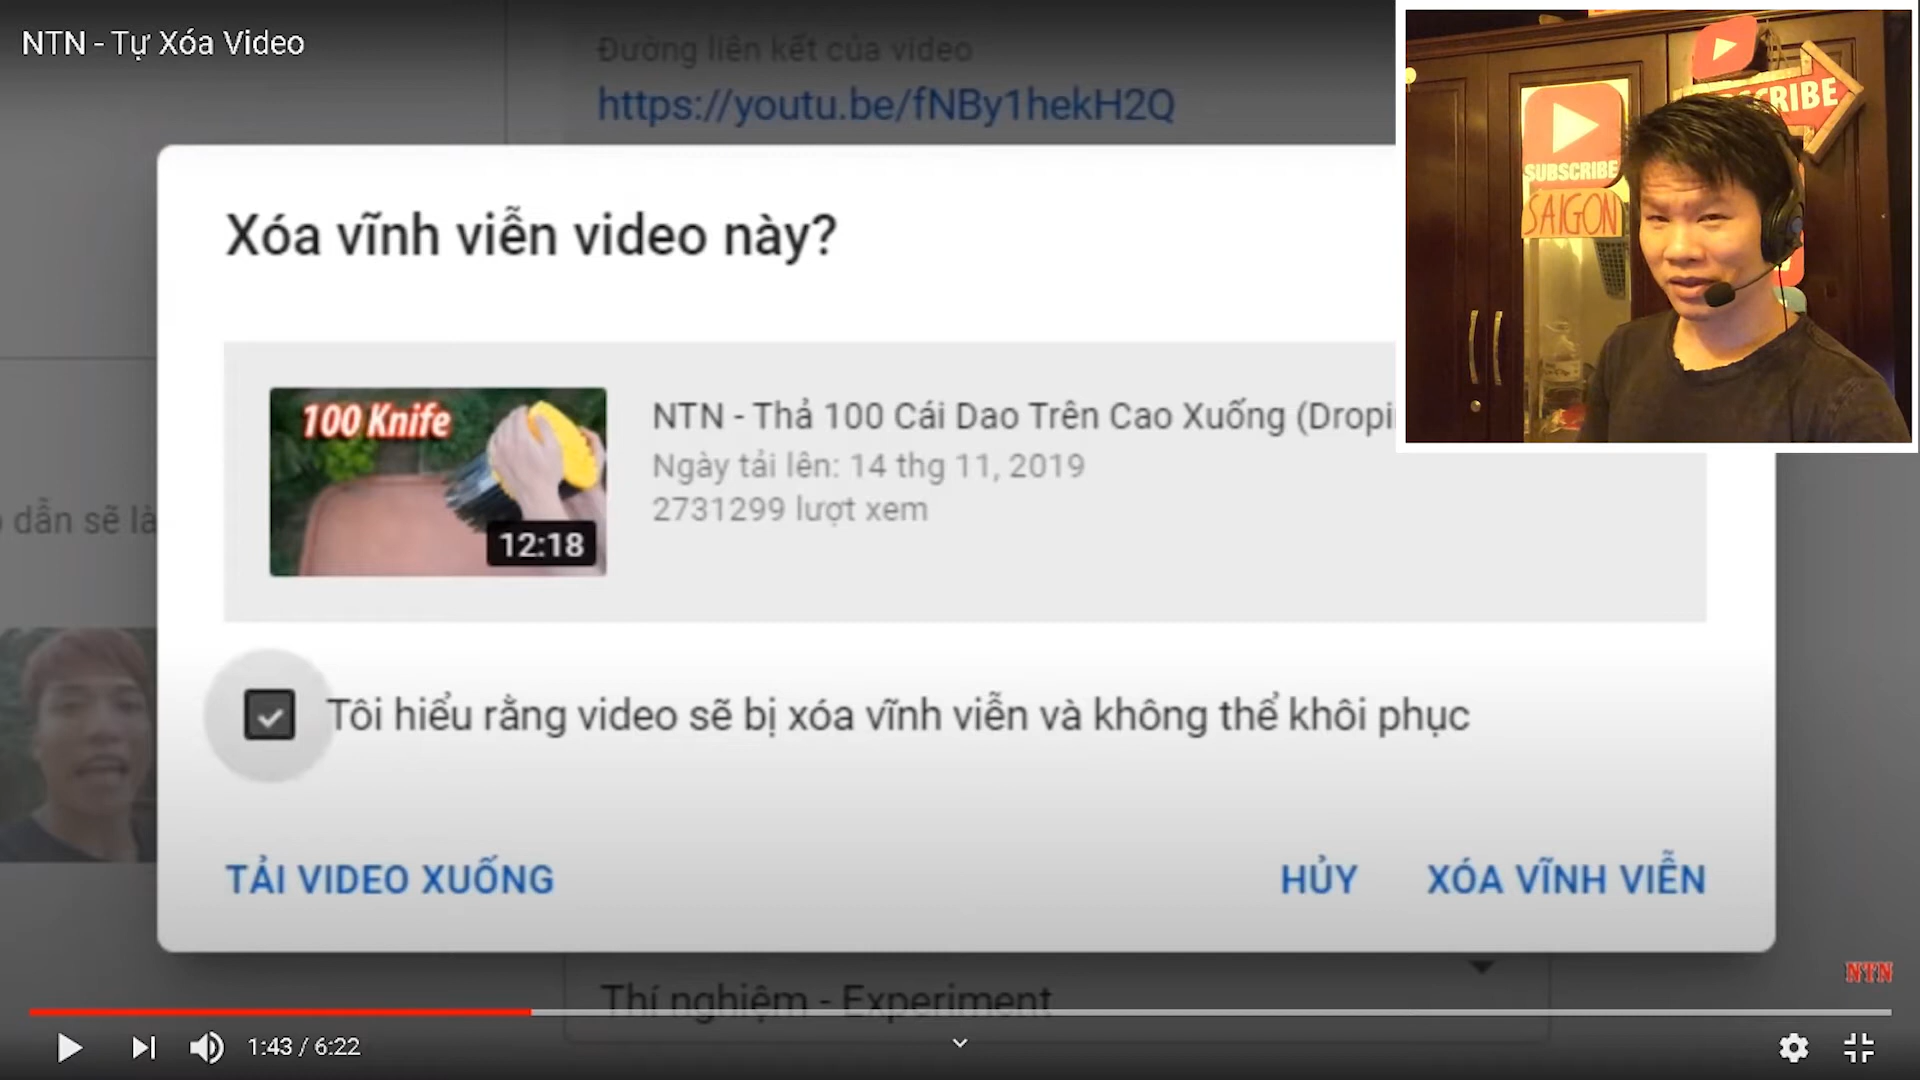 NTN - Tự Xóa Video
Đường liên kết của video
https://youtu.be/fNBy1hekH2Q
SUBSCRIBE
SAIGON
Xóa vĩnh viễn video này?
100 Knife
12:18
NTN - Thả 100 Cái Dao Trên Cao Xuống
Ngày tải lên: 14 thg 11, 2019
2731299 lượt xem
dẫn sẽ là
Tôi hiểu rằng video sẽ bị xóa vĩnh viễn và không thể khôi phục
TẢI VIDEO XUỐNG
HỦY
XÓA VĨNH VIỄN
NTN
Thí nghiệm - Experiment
1:43 / 6:22